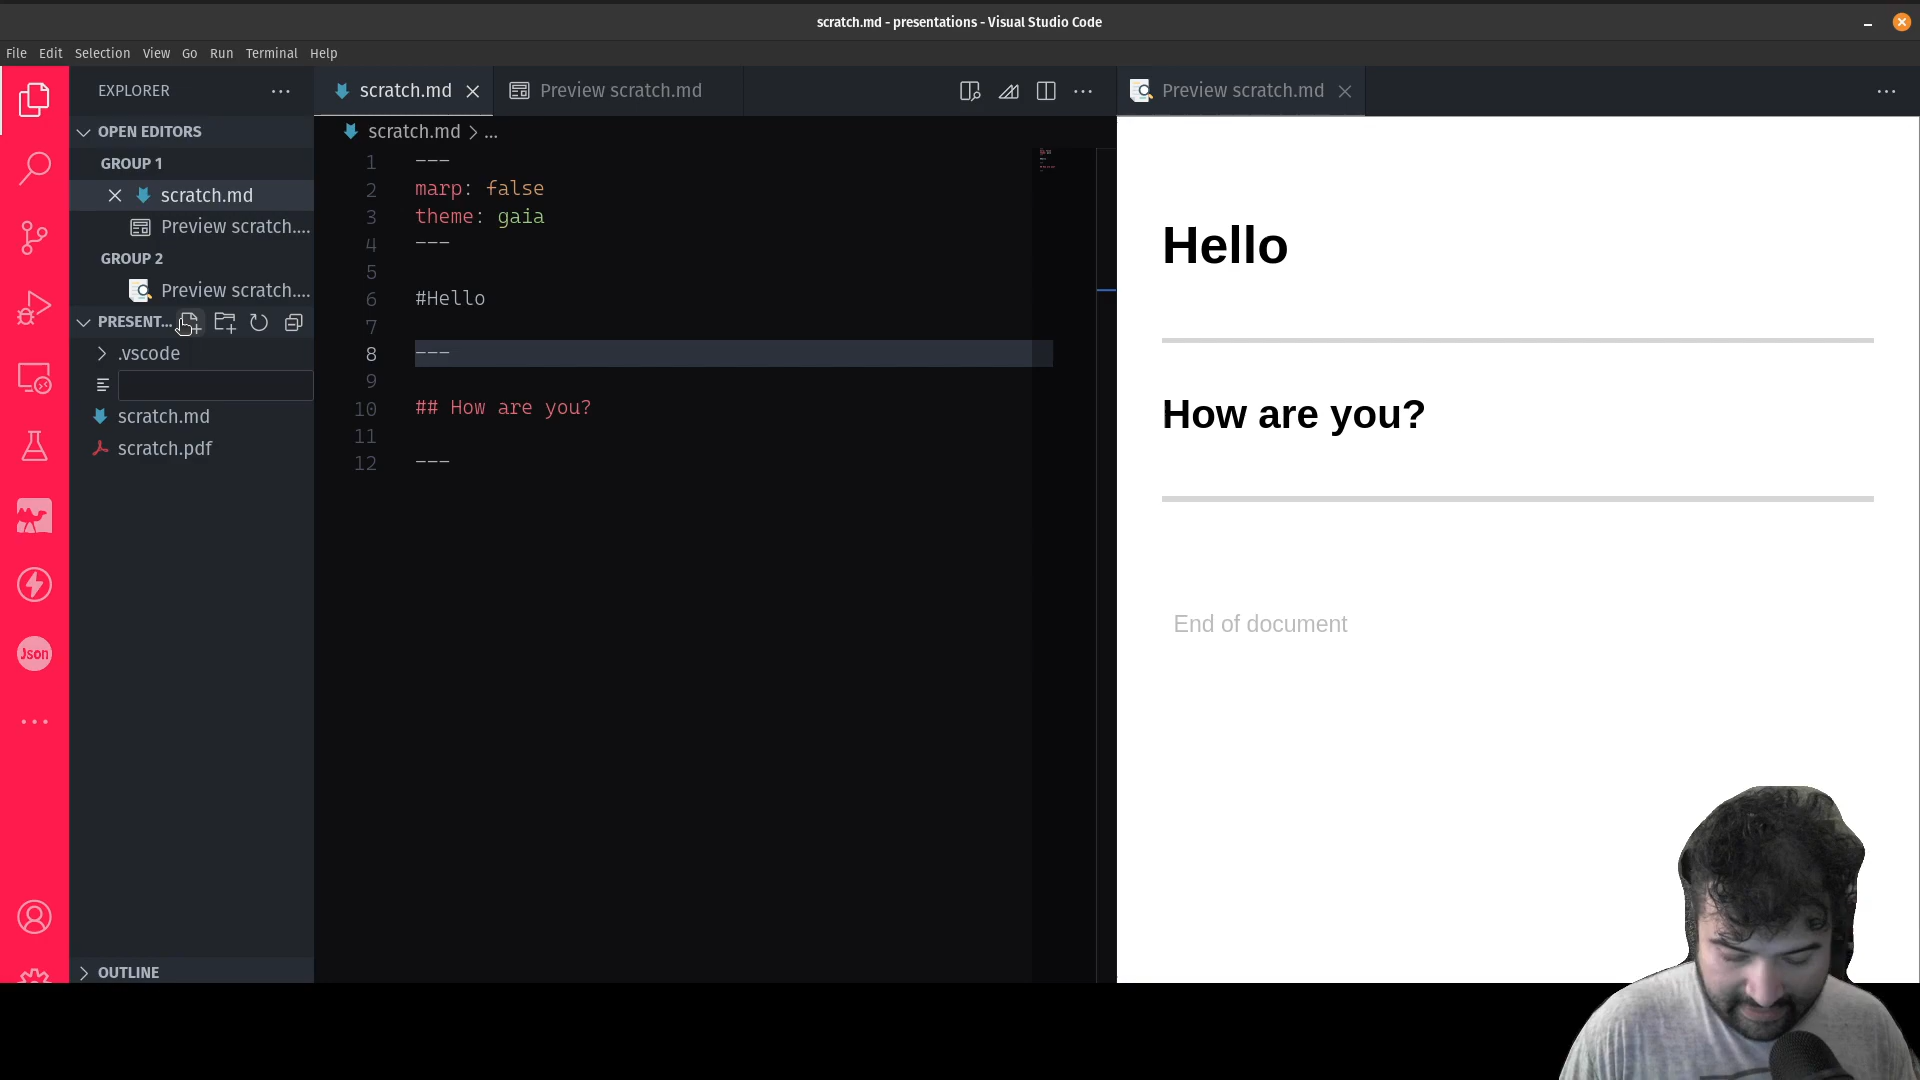 scratch.md - presentations - Visual Studio Code
File Edit Selection View Go Run Terminal Help
EXPLORER
OPEN EDITORS
GROUP 1
scratch.md
Preview scratch....
GROUP 2
Preview scratch....
PRESENT...
.vscode
scratch.md
scratch.pdf
OUTLINE
Json
scratch.md
Preview scratch.md
scratch.md > ...
1 ---
2 marp: false
3 theme: gaia
4 ---
5
6 #Hello
7
8 ---
9
10 ## How are you?
11
12 ---
Preview scratch.md
Hello
How are you?
End of document